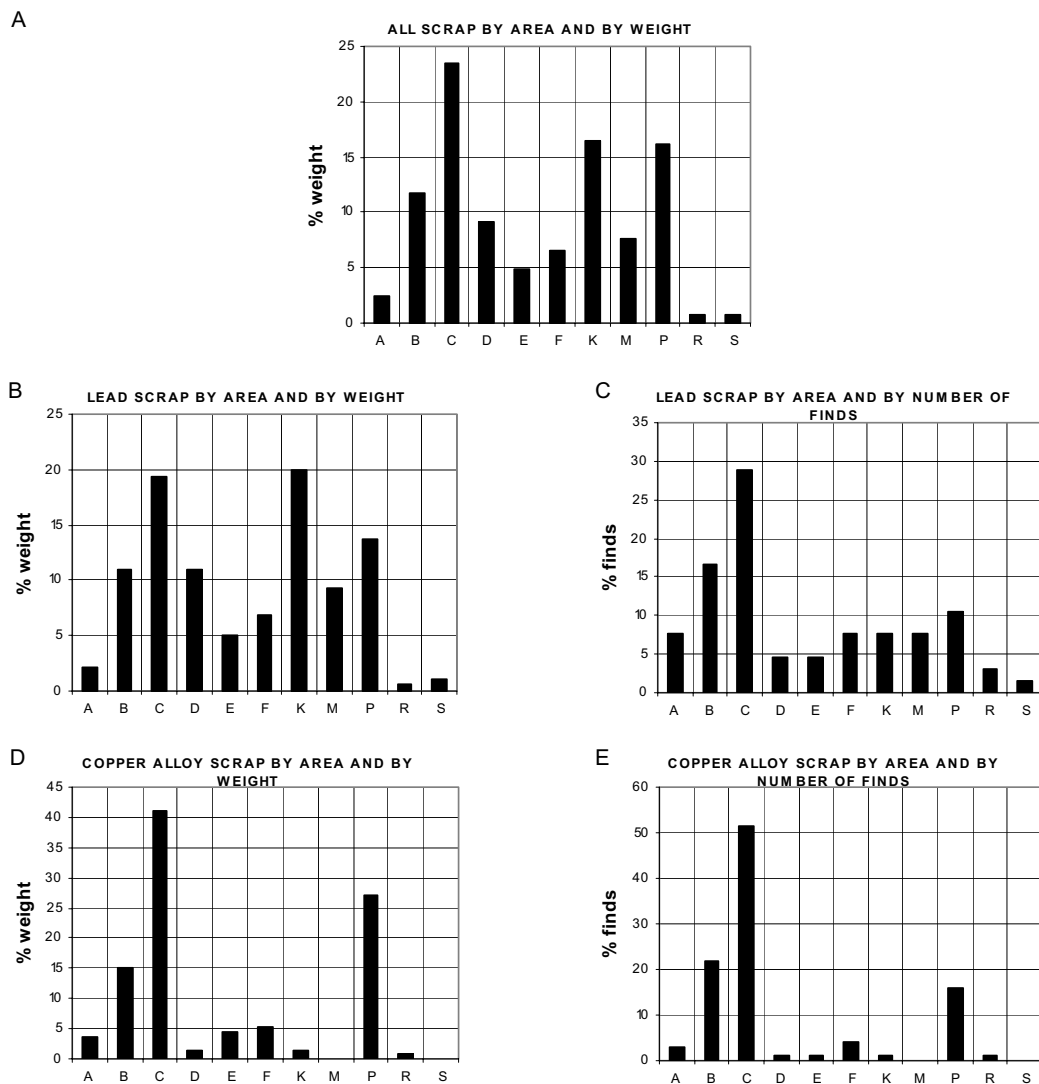 A
ALL SCRAP BY AREA AND BY WEIGHT
% weight
25
20
15
10
5
0
A B C D E F K M P R S
B
LEAD SCRAP BY AREA AND BY WEIGHT
% weight
25
20
15
10
5
0
A B C D E F K M P R S
C
LEAD SCRAP BY AREA AND BY NUMBER OF
FINDS
% finds
35
30
25
20
15
10
5
0
A B C D E F K M P R S
D
COPPER ALLOY SCRAP BY AREA AND BY
WEIGHT
% weight
45
40
35
30
25
20
15
10
5
0
A B C D E F K M P R S
E
COPPER ALLOY SCRAP BY AREA AND BY
NUMBER OF FINDS
% finds
60
50
40
30
20
10
0
A B C D E F K M P R S